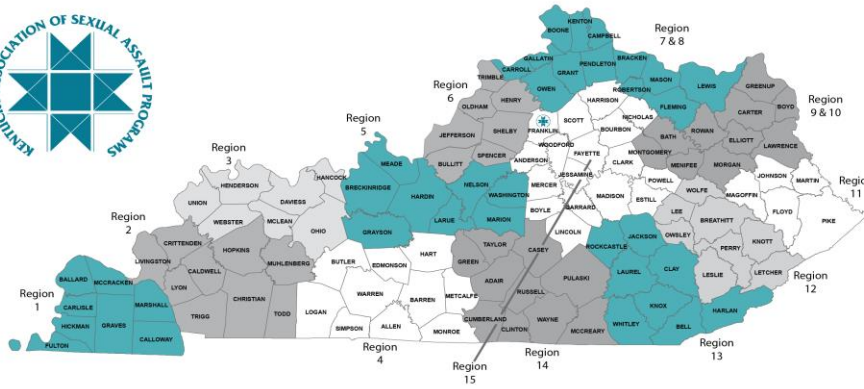 KENTUCKY ASSOCIATION OF SEXUAL ASSAULT PROGRAMS
Region
7 & 8
KENTON
BOONE
CAMPBELL
GALLATIN
BRACKEN
CARROLL
PENDLETON
GRANT
MASON
OWEN
LEWIS
ROBERTSON
FLEMING
Region
6
TRIMBLE
HENRY
OLDHAM
JEFFERSON
SHELBY
SPENCER
BULLITT
Region
9 & 10
GREENUP
CARTER
BOYD
ROWAN
BATH
ELLIOTT
LAWRENCE
MONTGOMERY
MENIFEE
MORGAN
HARRISON
SCOTT
NICHOLAS
FRANKLIN
BOURBON
WOODFORD
FAYETTE
ANDERSON
CLARK
JESSAMINE
POWELL
MERCER
MADISON
ESTILL
BOYLE
GARRARD
LINCOLN
Region
5
MEADE
BRECKINRIDGE
HARDIN
NELSON
WASHINGTON
GRAYSON
LARUE
MARION
Region
3
HANCOCK
HENDERSON
UNION
DAVIESS
WEBSTER
MCLEAN
OHIO
Region
11
JOHNSON
MARTIN
MAGOFFIN
FLOYD
PIKE
WOLFE
LEE
BREATHITT
OWSLEY
KNOTT
PERRY
LESLIE
LETCHER
Region
12
Region
2
CRITTENDEN
LIVINGSTON
HOPKINS
CALDWELL
MUHLENBERG
LYON
CHRISTIAN
TRIGG
TODD
BUTLER
EDMONSON
HART
WARREN
BARREN
METCALFE
LOGAN
SIMPSON
ALLEN
MONROE
Region
4
TAYLOR
CASEY
GREEN
ADAIR
PULASKI
RUSSELL
CUMBERLAND
WAYNE
CLINTON
MCCREARY
Region
14
Region
15
ROCKCASTLE
JACKSON
LAUREL
CLAY
KNOX
HARLAN
WHITLEY
BELL
Region
13
Region
1
BALLARD
MCCRACKEN
MARSHALL
CARLISLE
HICKMAN
GRAVES
CALLOWAY
FULTON